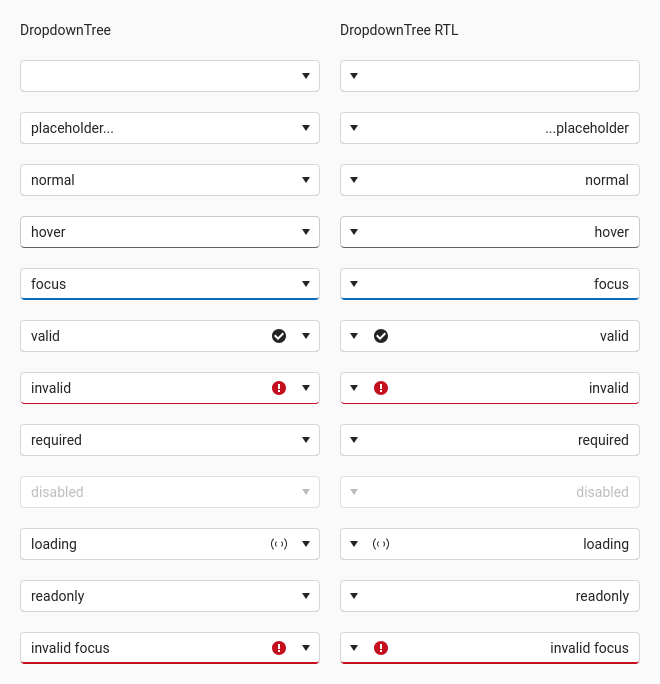 DropdownTree
DropdownTree RTL
placeholder...
...placeholder
normal
normal
hover
hover
focus
focus
valid
valid
invalid
invalid
required
required
disabled
disabled
loading
loading
readonly
readonly
invalid focus
invalid focus